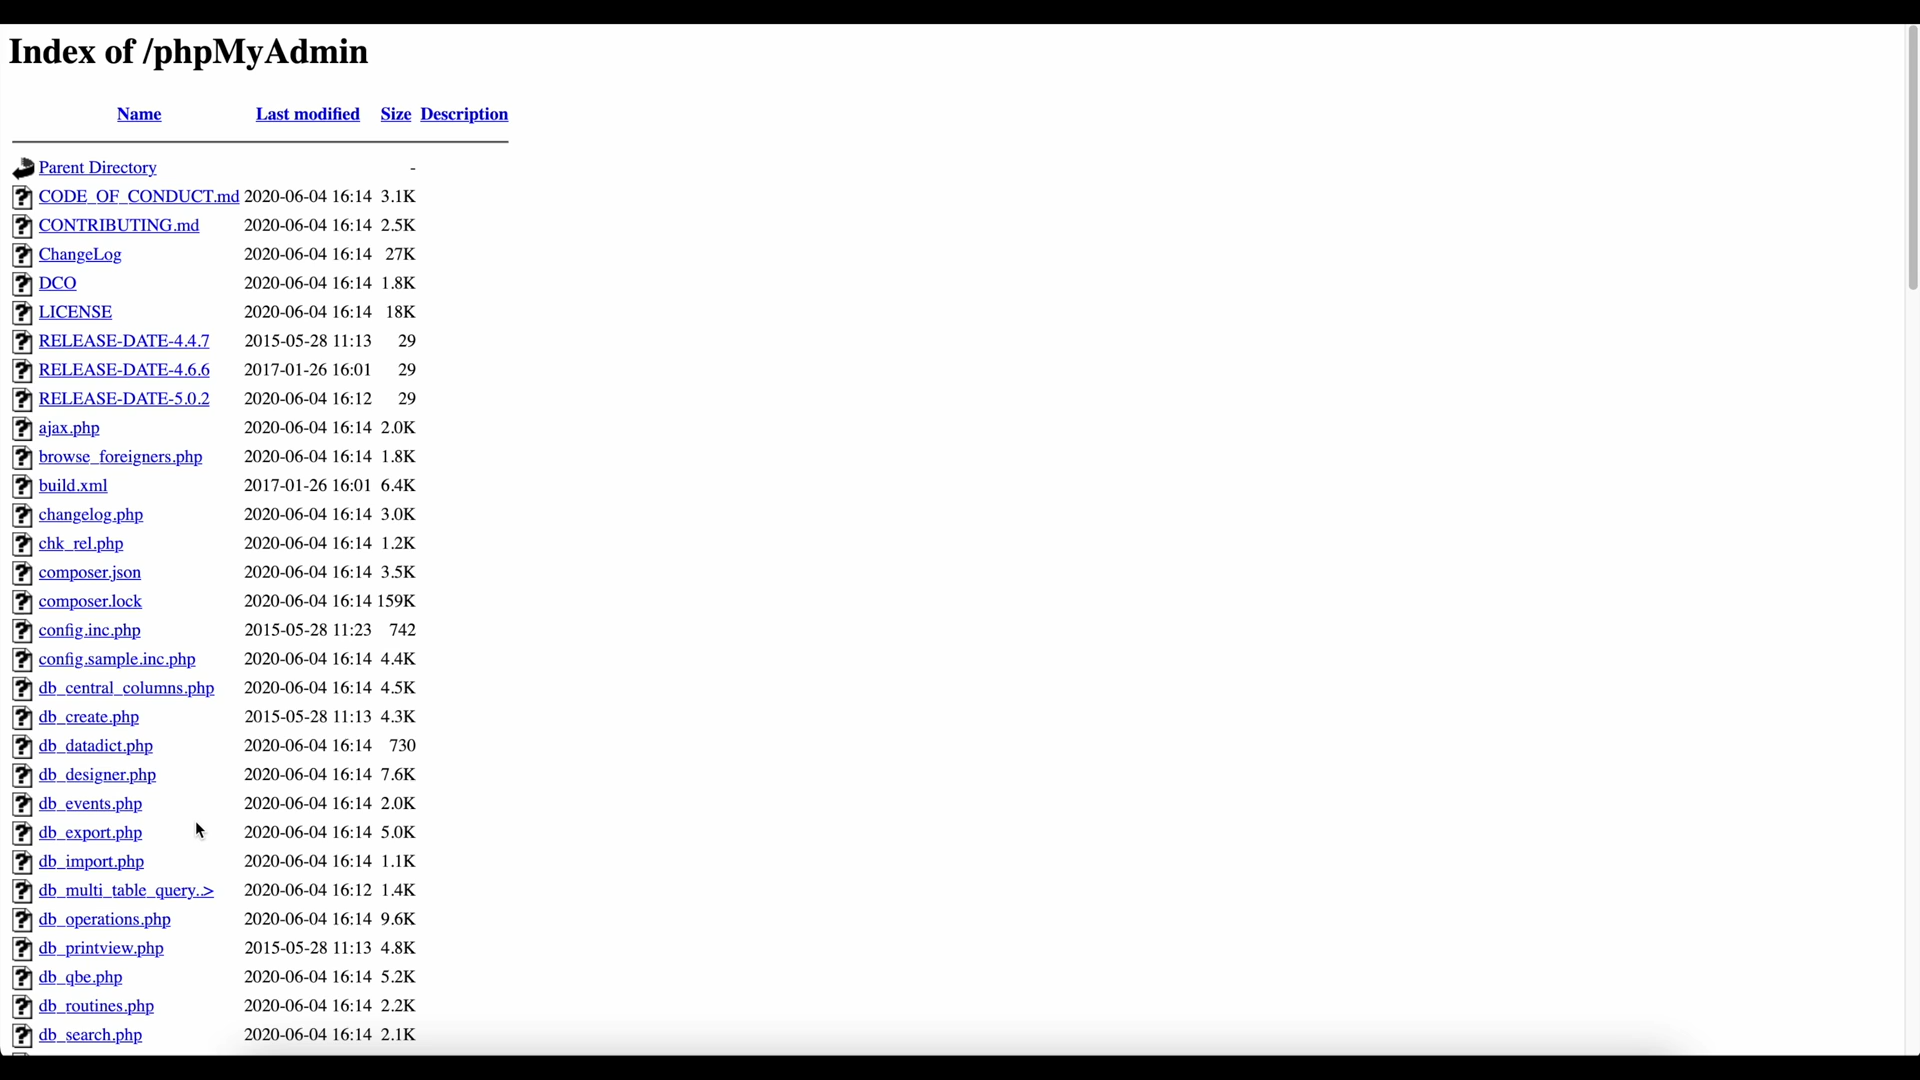 Index of /phpMyAdmin
Name Last modified Size Description
Parent Directory -
CODE_OF_CONDUCT.md 2020-06-04 16:14 3.1K
CONTRIBUTING.md 2020-06-04 16:14 2.5K
ChangeLog 2020-06-04 16:14 27K
DCO 2020-06-04 16:14 1.8K
LICENSE 2020-06-04 16:14 18K
RELEASE-DATE-4.4.7 2015-05-28 11:13 29
RELEASE-DATE-4.6.6 2017-01-26 16:01 29
RELEASE-DATE-5.0.2 2020-06-04 16:12 29
ajax.php 2020-06-04 16:14 2.0K
browse_foreigners.php 2020-06-04 16:14 1.8K
build.xml 2017-01-26 16:01 6.4K
changelog.php 2020-06-04 16:14 3.0K
chk_rel.php 2020-06-04 16:14 1.2K
composer.json 2020-06-04 16:14 3.5K
composer.lock 2020-06-04 16:14 159K
config.inc.php 2015-05-28 11:23 742
config.sample.inc.php 2020-06-04 16:14 4.4K
db_central_columns.php 2020-06-04 16:14 4.5K
db_create.php 2015-05-28 11:13 4.3K
db_datadict.php 2020-06-04 16:14 730
db_designer.php 2020-06-04 16:14 7.6K
db_events.php 2020-06-04 16:14 2.0K
db_export.php 2020-06-04 16:14 5.0K
db_import.php 2020-06-04 16:14 1.1K
db_multi_table_query..> 2020-06-04 16:12 1.4K
db_operations.php 2020-06-04 16:14 9.6K
db_printview.php 2015-05-28 11:13 4.8K
db_qbe.php 2020-06-04 16:14 5.2K
db_routines.php 2020-06-04 16:14 2.2K
db_search.php 2020-06-04 16:14 2.1K